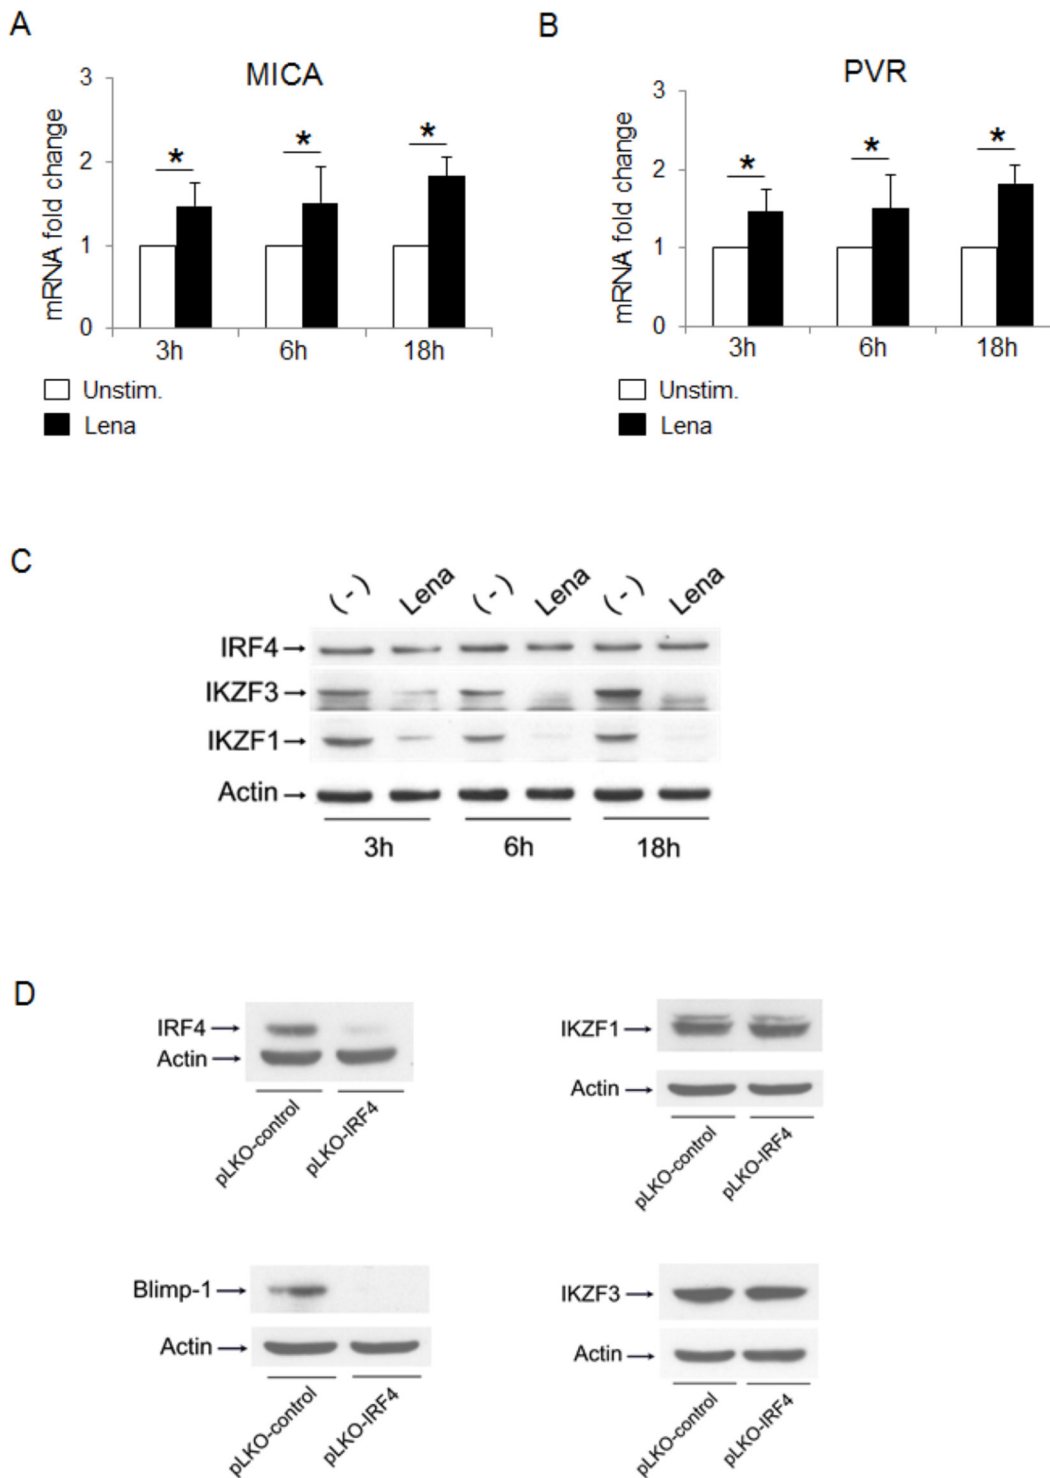 A
MICA
mRNA fold change
3
2
1
0
* * *
3h 6h 18h
Unstim.
Lena
B
PVR
mRNA fold change
3
2
1
0
* * *
3h 6h 18h
Unstim.
Lena
C
(-) Lena (-) Lena (-) Lena
IRF4
IKZF3
IKZF1
Actin
3h 6h 18h
D
IRF4
Actin
pLKO-control pLKO-IRF4
IKZF1
Actin
pLKO-control pLKO-IRF4
Blimp-1
Actin
pLKO-control pLKO-IRF4
IKZF3
Actin
pLKO-control pLKO-IRF4